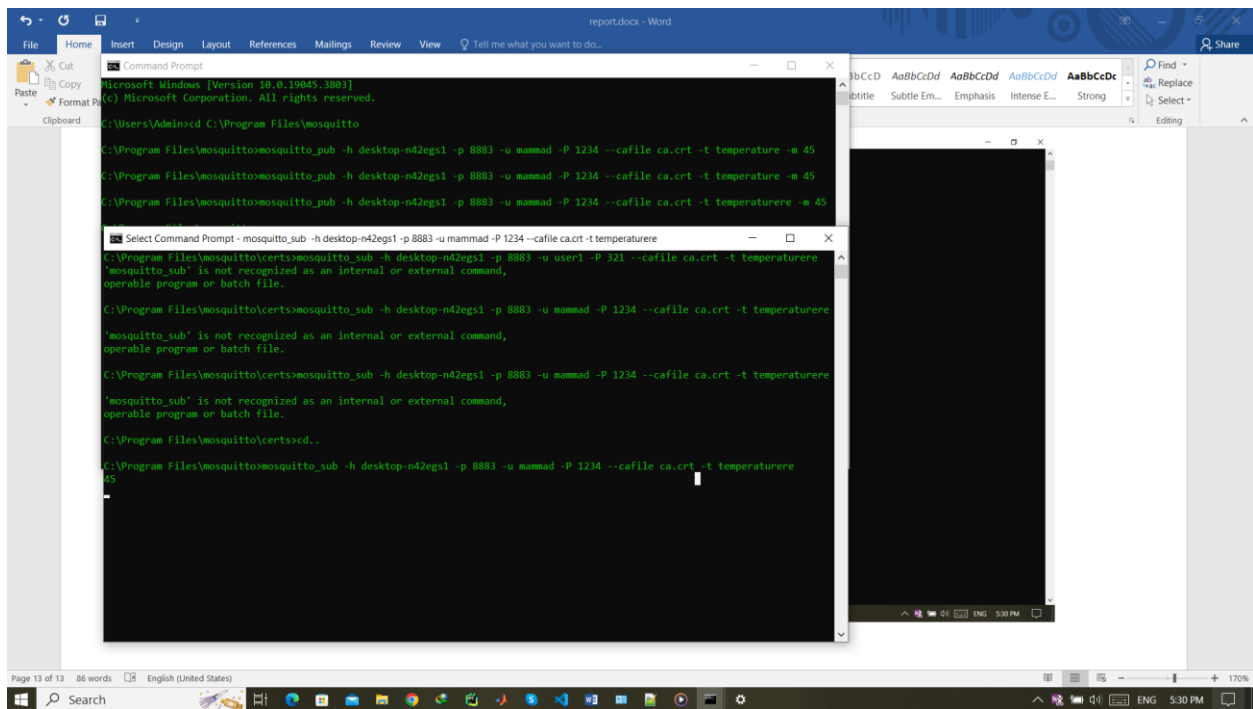 report.docx - Word
File Home Insert Design Layout References Mailings Review View Tell me what you want to do...
Share
Paste
Cut
Copy
Format Pa
Clipboard
bCcD AaBbCcDd AaBbCcDd AaBbCcDd AaBbCcDc
btitle Subtle Em... Emphasis Intense E... Strong
Find
Replace
Select
Editing
Command Prompt
Microsoft Windows [Version 10.0.19045.3803]
(c) Microsoft Corporation. All rights reserved.
C:\Users\Admin>cd C:\Program Files\mosquitto
C:\Program Files\mosquitto>mosquitto_pub -h desktop-n42egs1 -p 8883 -u mammad -P 1234 --cafile ca.crt -t temperature -m 45
C:\Program Files\mosquitto>mosquitto_pub -h desktop-n42egs1 -p 8883 -u mammad -P 1234 --cafile ca.crt -t temperature -m 45
C:\Program Files\mosquitto>mosquitto_pub -h desktop-n42egs1 -p 8883 -u mammad -P 1234 --cafile ca.crt -t temperaturere -m 45
Select Command Prompt - mosquitto_sub -h desktop-n42egs1 -p 8883 -u mammad -P 1234 --cafile ca.crt -t temperaturere
C:\Program Files\mosquitto\certs>mosquitto_sub -h desktop-n42egs1 -p 8883 -u user1 -P 321 --cafile ca.crt -t temperaturere
'mosquitto_sub' is not recognized as an internal or external command,
operable program or batch file.
C:\Program Files\mosquitto\certs>mosquitto_sub -h desktop-n42egs1 -p 8883 -u mammad -P 1234 --cafile ca.crt -t temperaturere
'mosquitto_sub' is not recognized as an internal or external command,
operable program or batch file.
C:\Program Files\mosquitto\certs>mosquitto_sub -h desktop-n42egs1 -p 8883 -u mammad -P 1234 --cafile ca.crt -t temperaturere
'mosquitto_sub' is not recognized as an internal or external command,
operable program or batch file.
C:\Program Files\mosquitto\certs>cd..
C:\Program Files\mosquitto>mosquitto_sub -h desktop-n42egs1 -p 8883 -u mammad -P 1234 --cafile ca.crt -t temperaturere
45
ENG 5:30 PM
Page 13 of 13 86 words English (United States)
170%
Search
ENG 5:30 PM